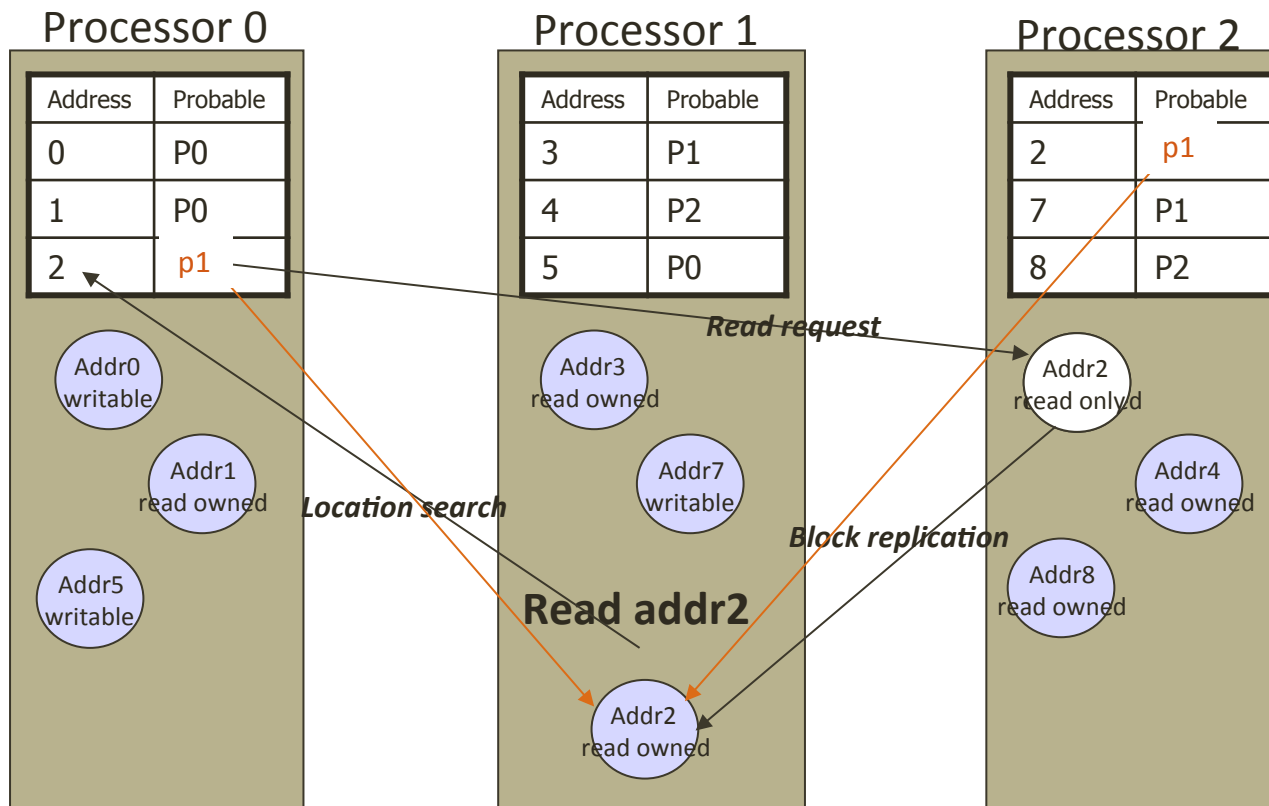 Processor 0
Address Probable
0 P0
1 P0
2 p1
Addr0
writable
Addr1
read owned
Addr5
writable
Processor 1
Address Probable
3 P1
4 P2
5 P0
Addr3
read owned
Addr7
writable
Read addr2
Addr2
read owned
Processor 2
Address Probable
2 p1
7 P1
8 P2
Addr2
rcead onlyd
Addr4
read owned
Addr8
read owned
Read request
Location search
Block replication